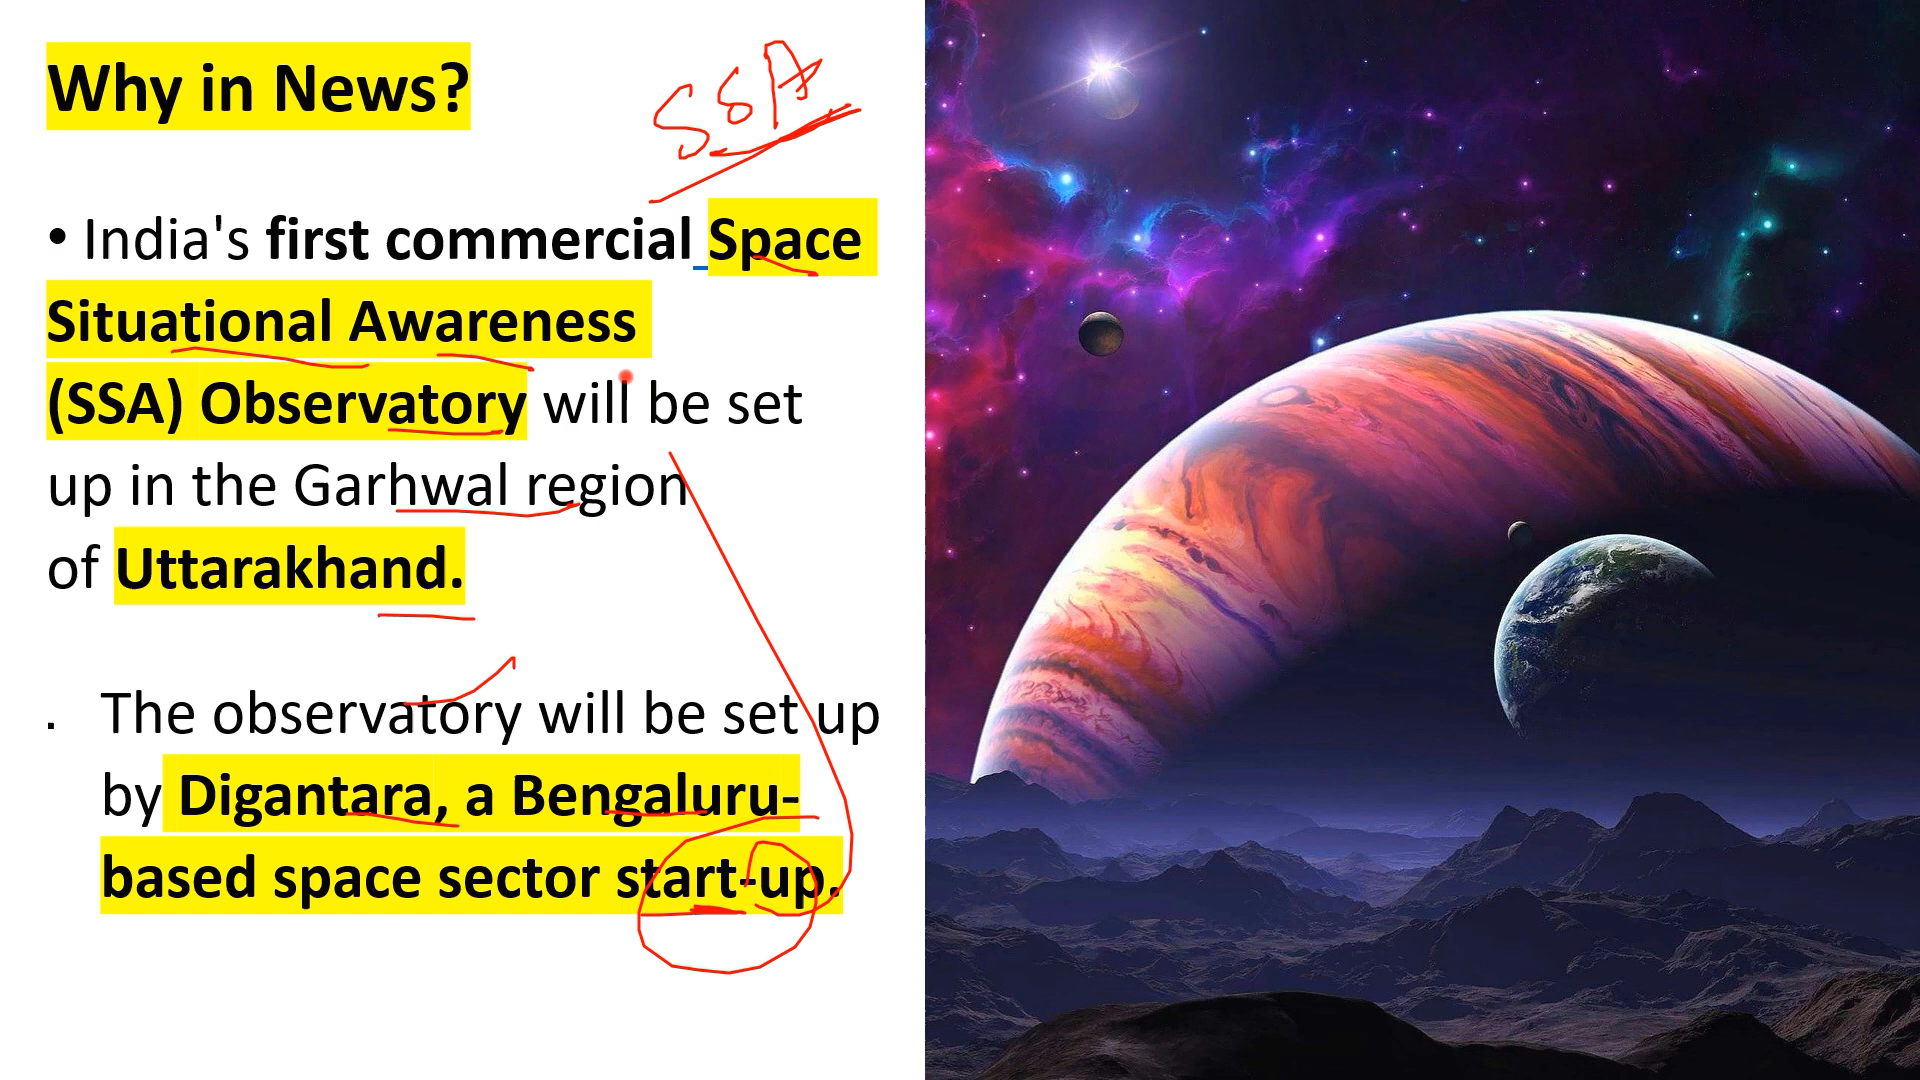 Why in News?
SSA
• India's first commercial Space
Situational Awareness
(SSA) Observatory will be set
up in the Garhwal region
of Uttarakhand.
. The observatory will be set up
by Digantara, a Bengaluru-
based space sector start-up.